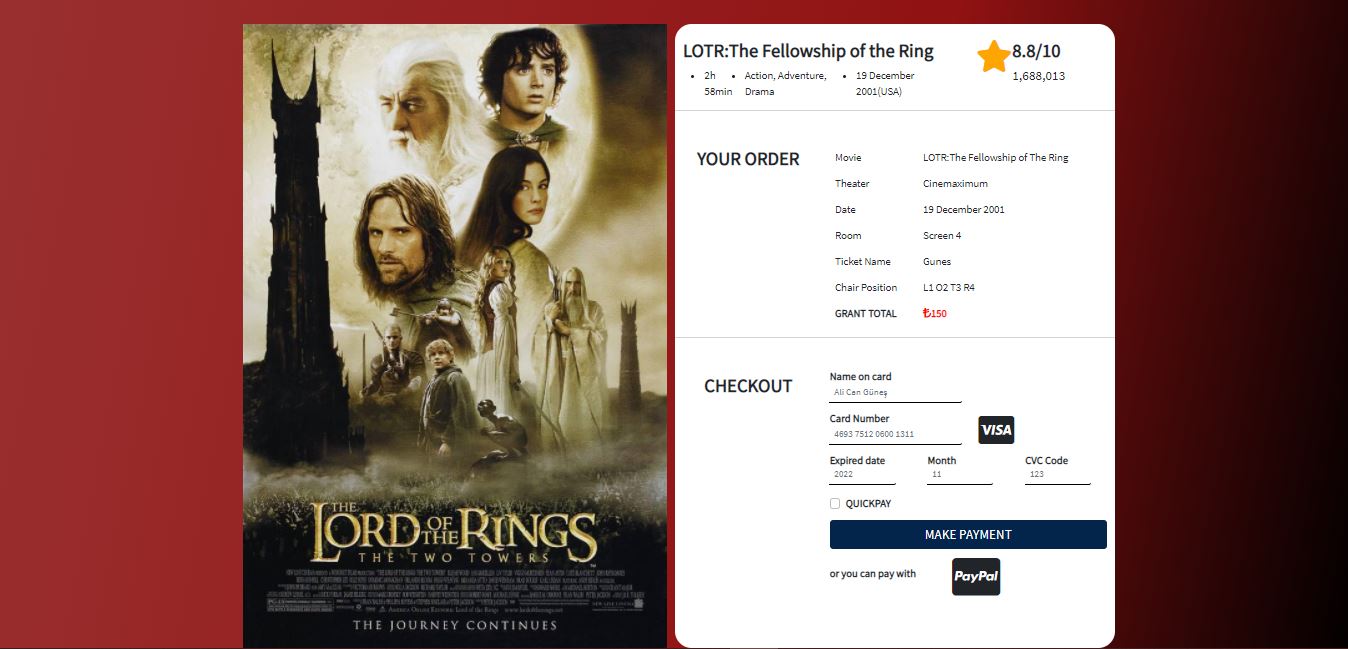 THE
LORD OF THE RINGS
THE TWO TOWERS
THE JOURNEY CONTINUES
LOTR:The Fellowship of the Ring
8.8/10
1,688,013
• 2h 58min
• Action, Adventure, Drama
• 19 December 2001(USA)
YOUR ORDER
Movie LOTR:The Fellowship of The Ring
Theater Cinemaximum
Date 19 December 2001
Room Screen 4
Ticket Name Gunes
Chair Position L1 O2 T3 R4
GRANT TOTAL ₺150
CHECKOUT
Name on card
Ali Can Güneş
Card Number
4693 7512 0600 1311
VISA
Expired date Month CVC Code
2022 11 123
QUICKPAY
MAKE PAYMENT
or you can pay with PayPal